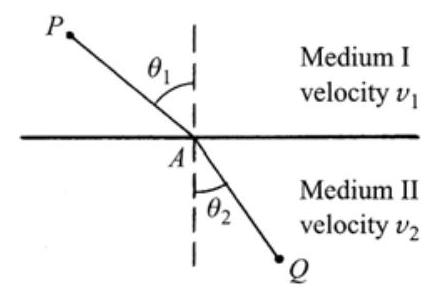 P
θ₁
Medium I
velocity v₁
A
θ₂
Medium II
velocity v₂
Q